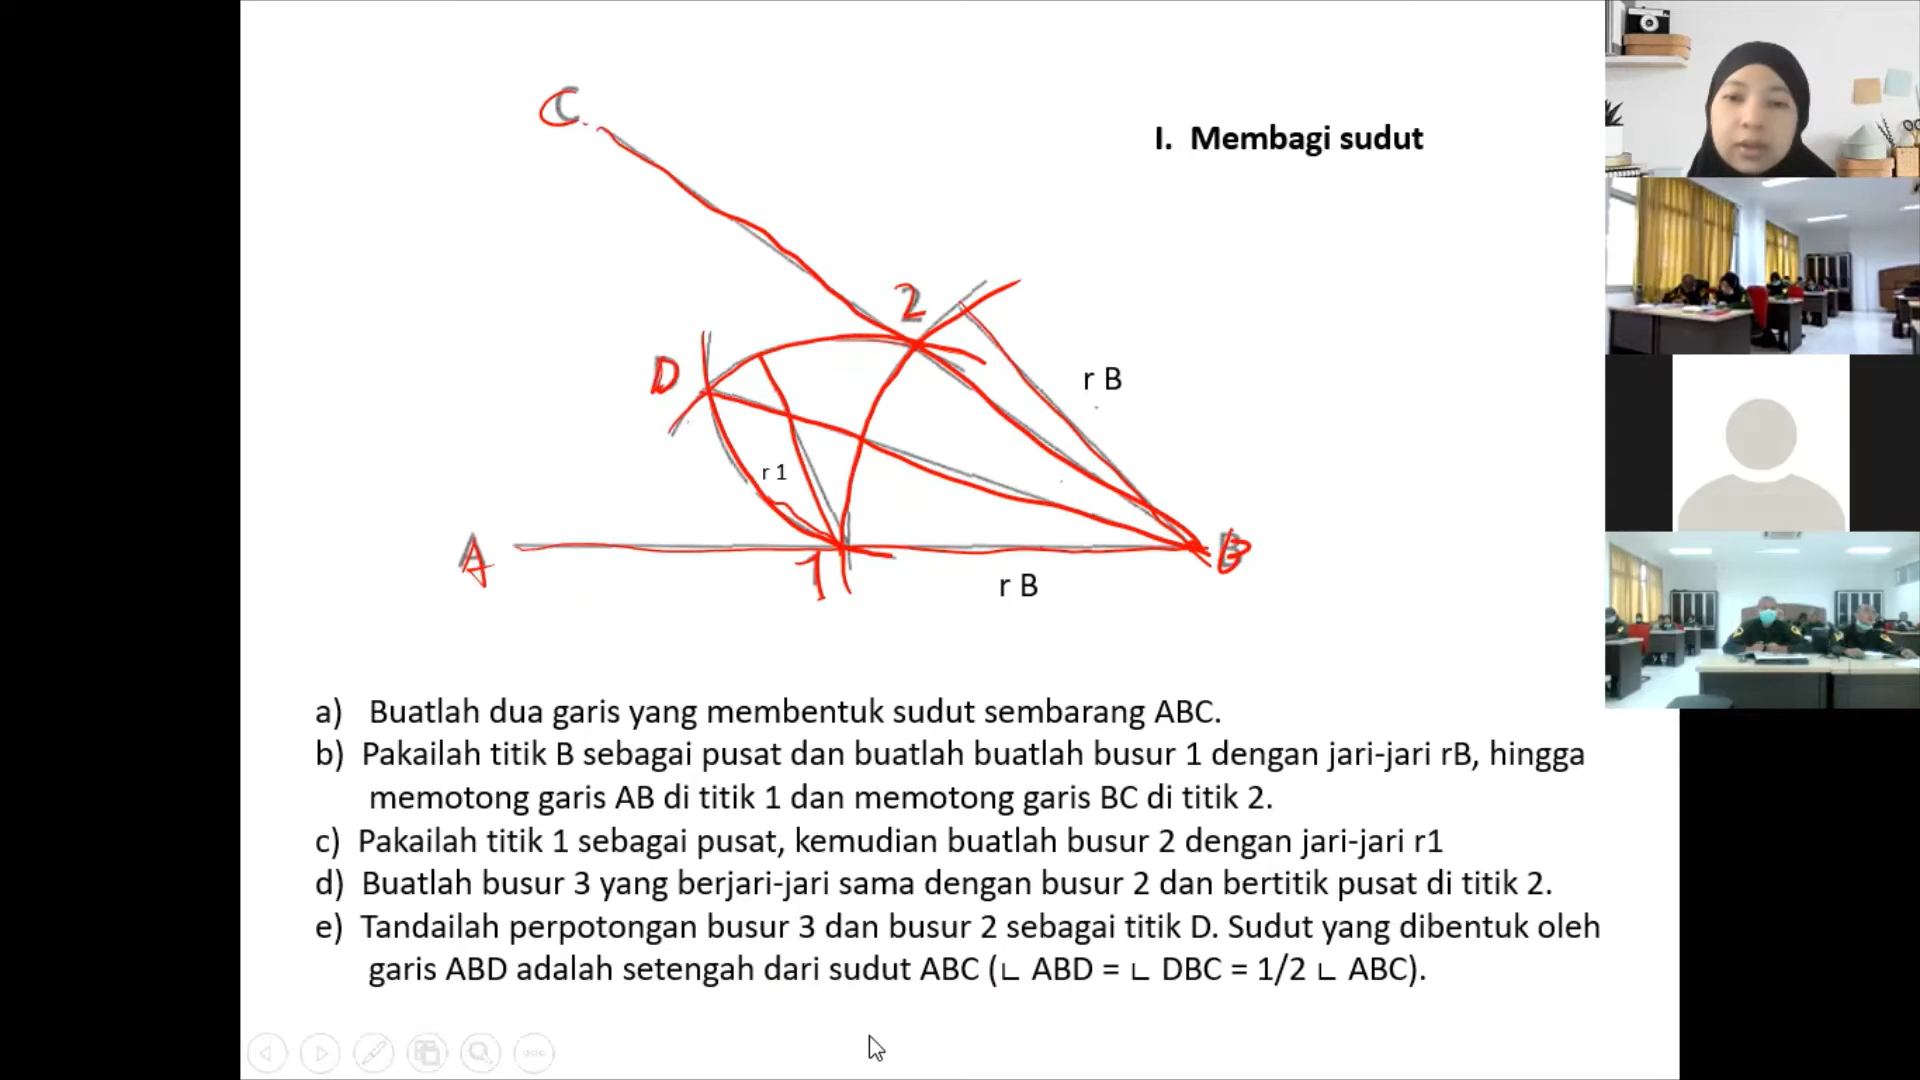 C
I. Membagi sudut
2
D
r B
r 1
A
1
B
r B
a) Buatlah dua garis yang membentuk sudut sembarang ABC.
b) Pakailah titik B sebagai pusat dan buatlah buatlah busur 1 dengan jari-jari rB, hingga
memotong garis AB di titik 1 dan memotong garis BC di titik 2.
c) Pakailah titik 1 sebagai pusat, kemudian buatlah busur 2 dengan jari-jari r1
d) Buatlah busur 3 yang berjari-jari sama dengan busur 2 dan bertitik pusat di titik 2.
e) Tandailah perpotongan busur 3 dan busur 2 sebagai titik D. Sudut yang dibentuk oleh
garis ABD adalah setengah dari sudut ABC (∟ ABD = ∟ DBC = 1/2 ∟ ABC).